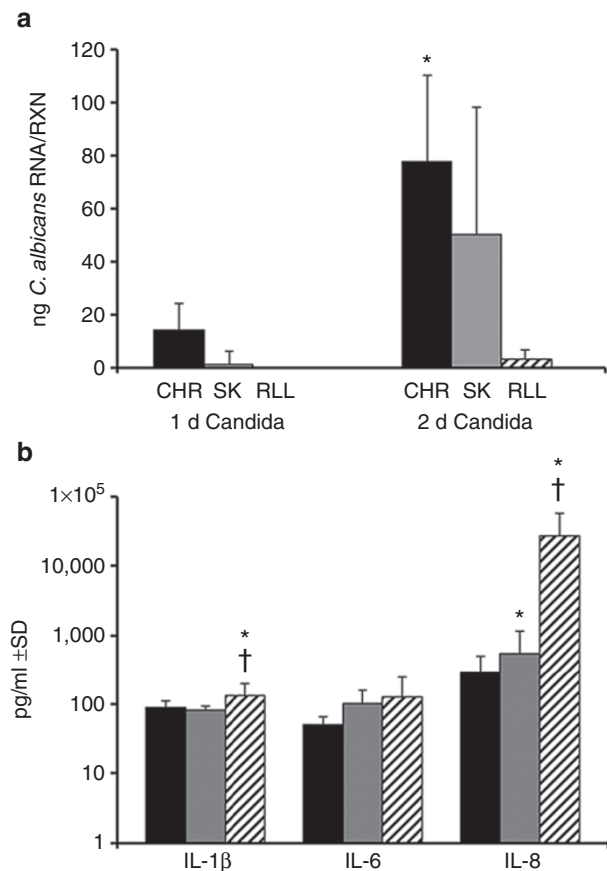 a
ng C. albicans RNA/RXN
120
100
80
60
40
20
0
*
CHR SK RLL CHR SK RLL
1 d Candida 2 d Candida
b
pg/ml ±SD
1×10⁵
10,000
1,000
100
10
1
*
†
*
*
†
IL-1β IL-6 IL-8